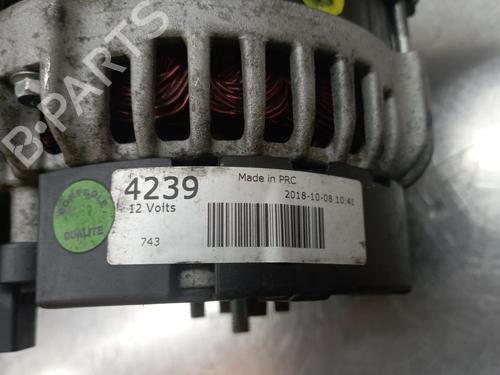 B-PARTS
4239
Made in PRC
12 Volts
2018-10-08 10:41
743
CONTROLE
QUALITE